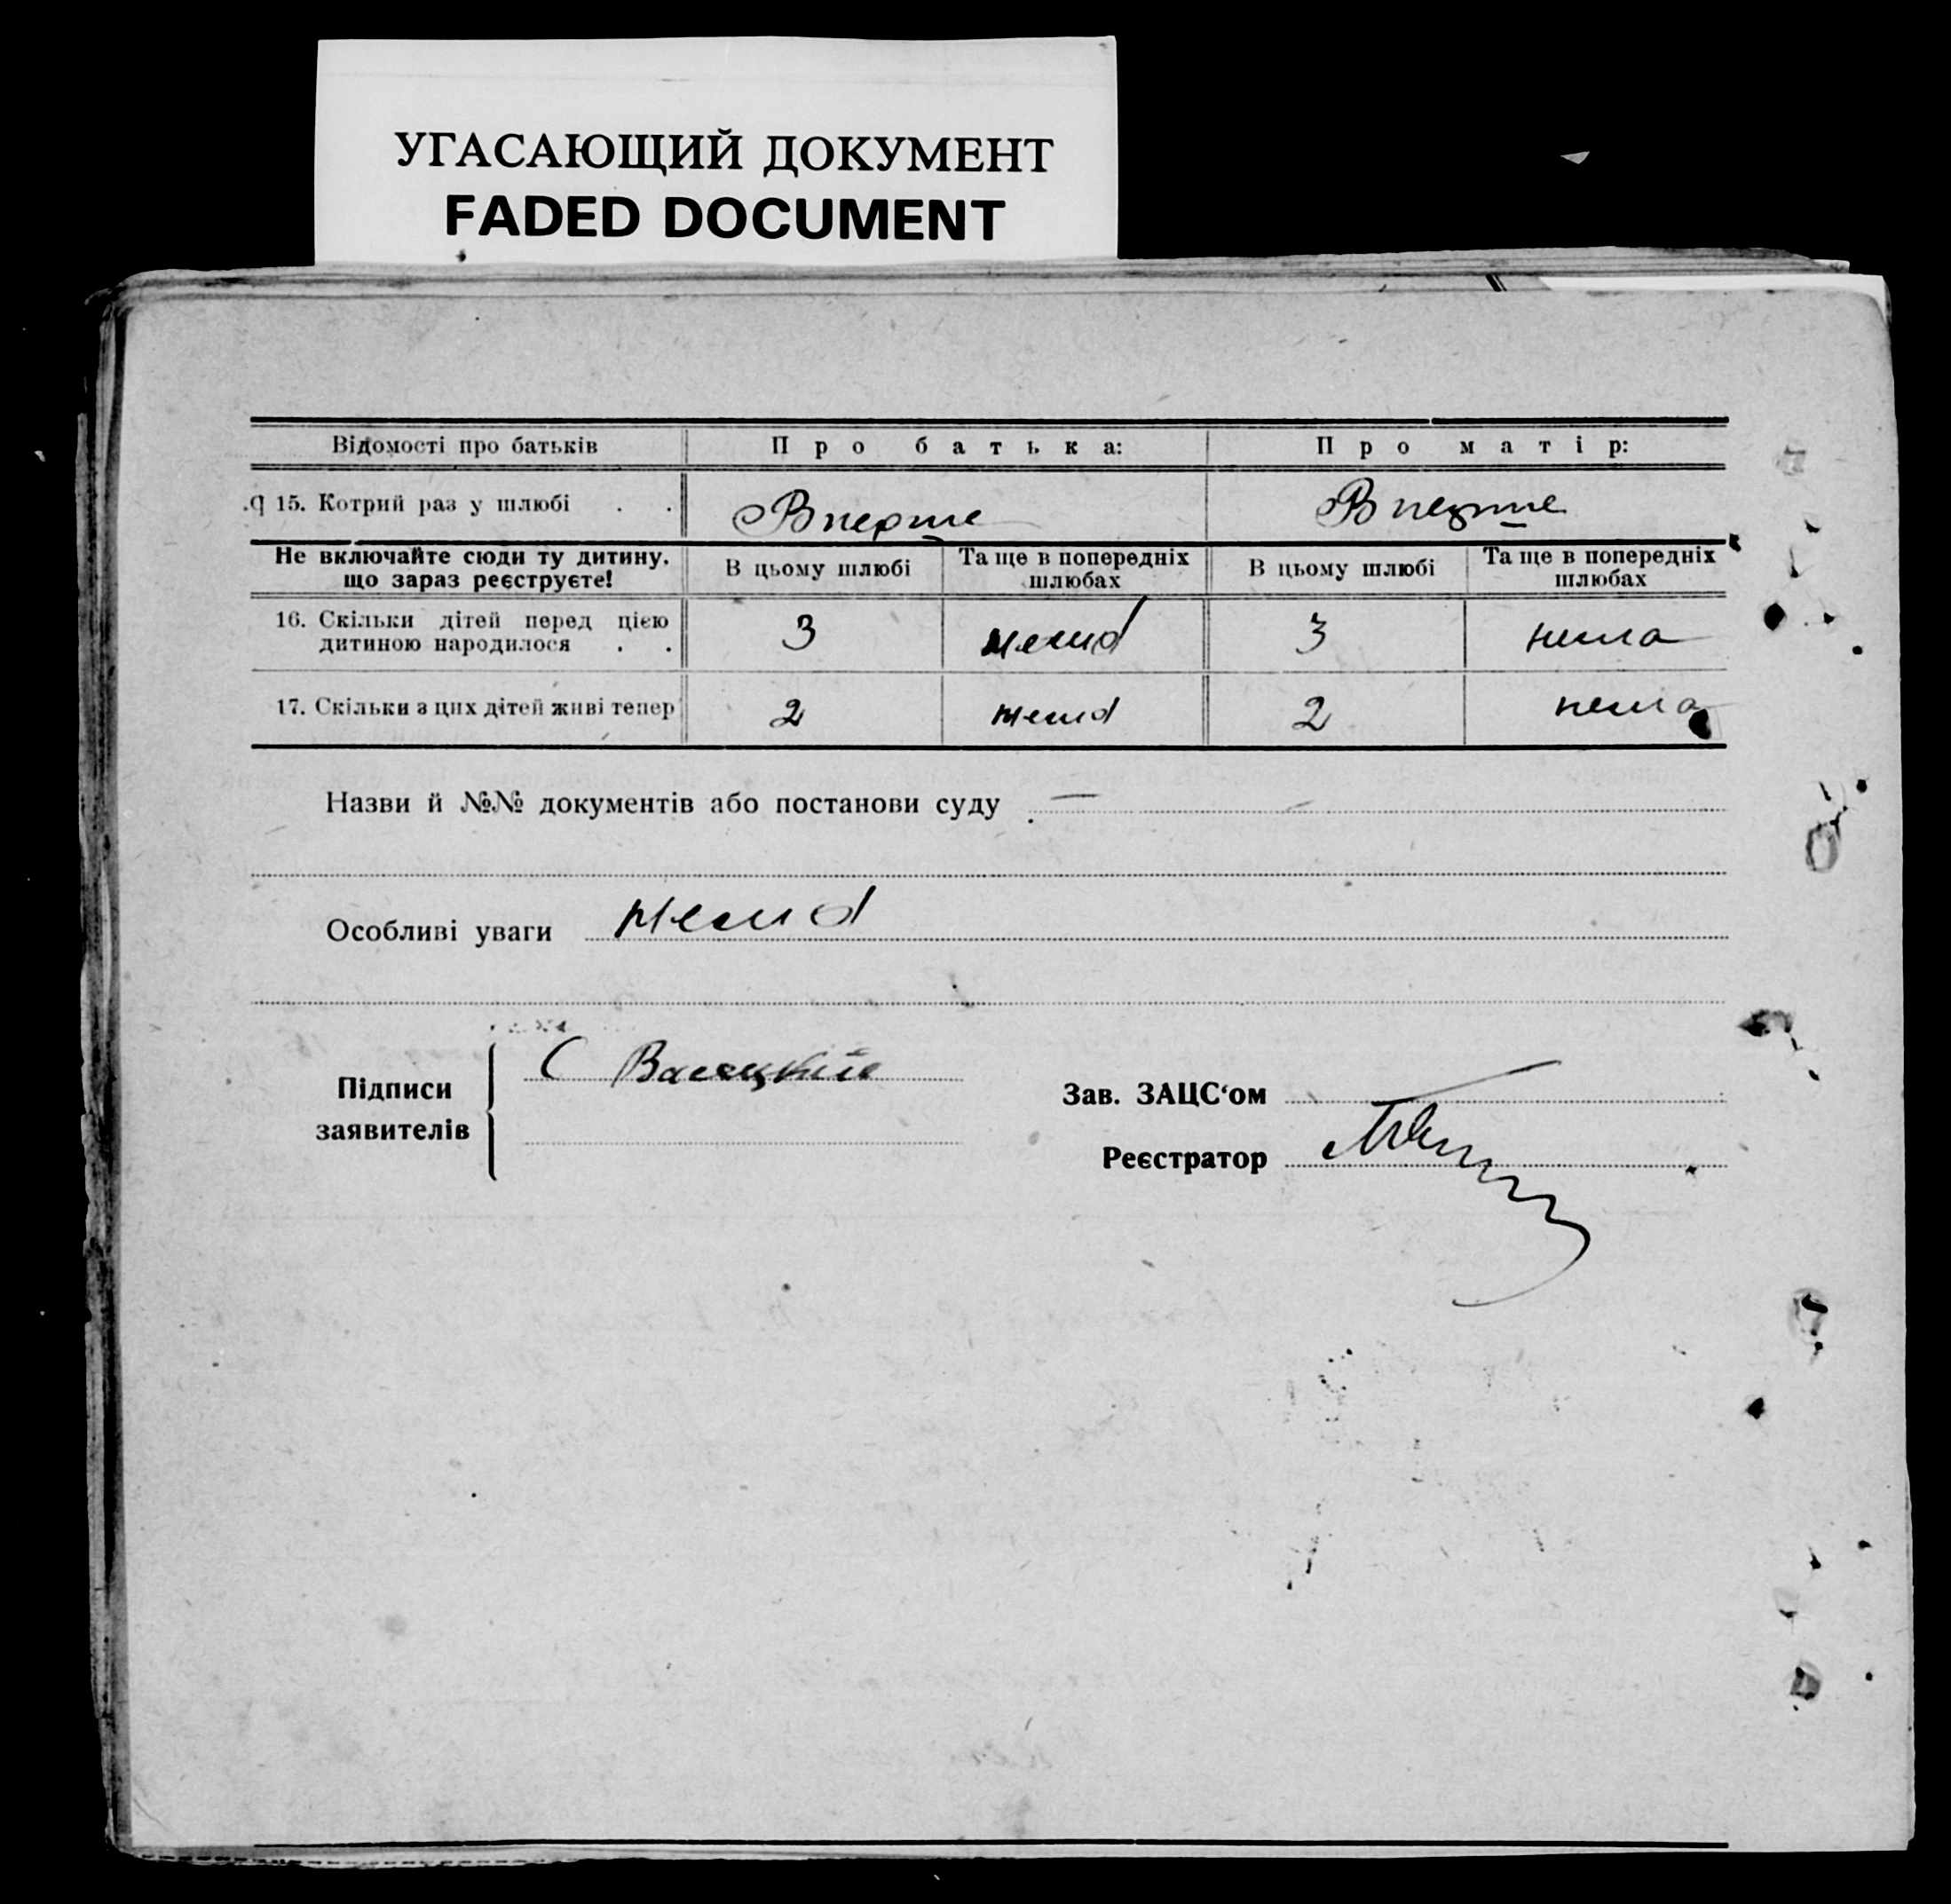 УГАСАЮЩИЙ ДОКУМЕНТ
FADED DOCUMENT
Відомості про батьків Про батька: Про матір:
15. Котрий раз у шлюбі . . Вперше Вперше
Не включайте сюди ту дитину, що зараз реєструєте! В цьому шлюбі Та ще в попередніх шлюбах В цьому шлюбі Та ще в попередніх шлюбах
16. Скільки дітей перед цією дитиною народилося . . 3 нема 3 нема
17. Скільки з цих дітей живі тепер 2 нема 2 нема
Назви й №№ документів або постанови суду —
Особливі уваги нема
Підписи заявителів
С
Зав. ЗАЦС‘ом
Реєстратор